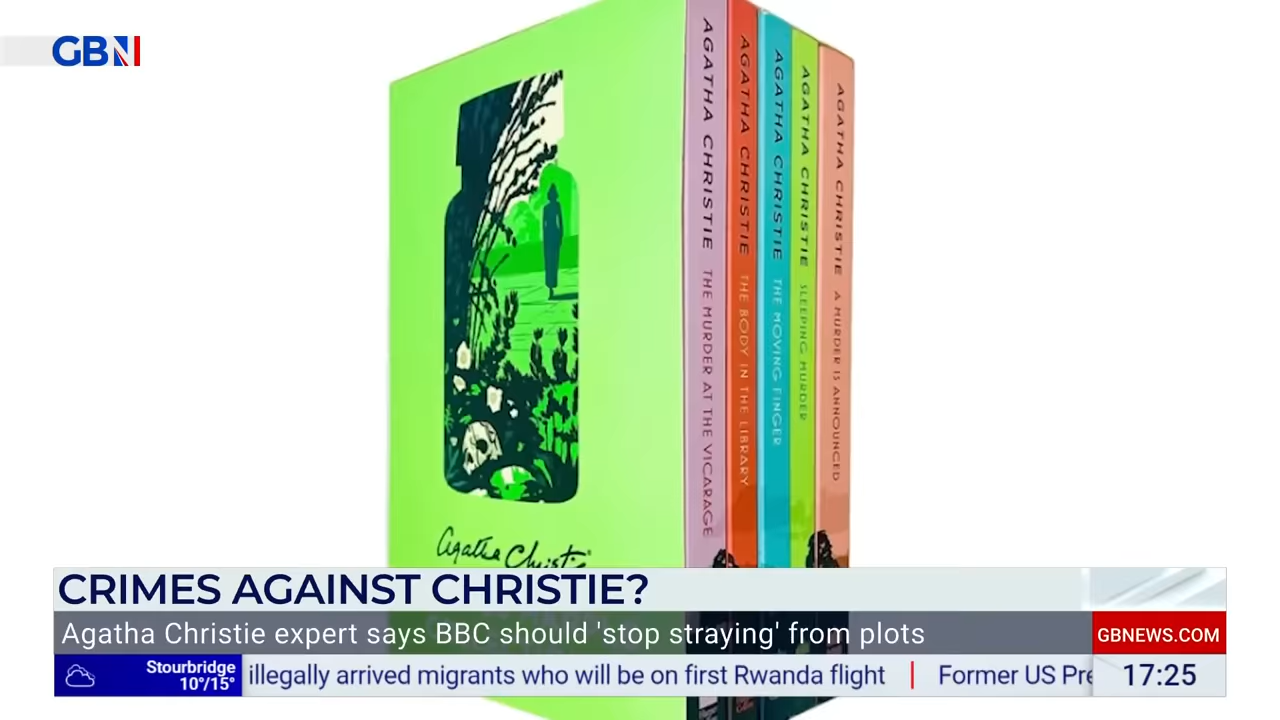 GBN
AGATHA CHRISTIE THE MURDER AT THE VICARAGE
AGATHA CHRISTIE THE BODY IN THE LIBRARY
AGATHA CHRISTIE THE MOVING FINGER
AGATHA CHRISTIE SLEEPING MURDER
AGATHA CHRISTIE A MURDER IS ANNOUNCED
Agatha Christie
CRIMES AGAINST CHRISTIE?
Agatha Christie expert says BBC should 'stop straying' from plots
GBNEWS.COM
Stourbridge
10°/15°
illegally arrived migrants who will be on first Rwanda flight | Former US Pre
17:25